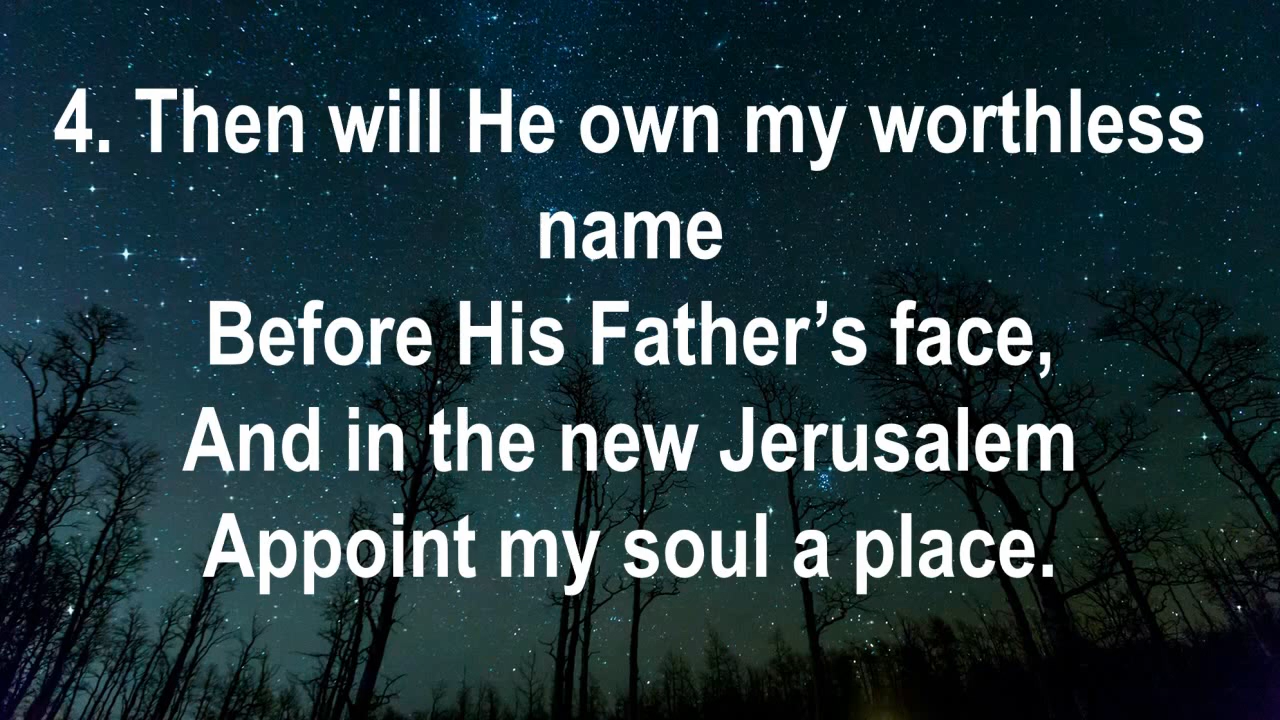 4. Then will He own my worthless
name
Before His Father’s face,
And in the new Jerusalem
Appoint my soul a place.